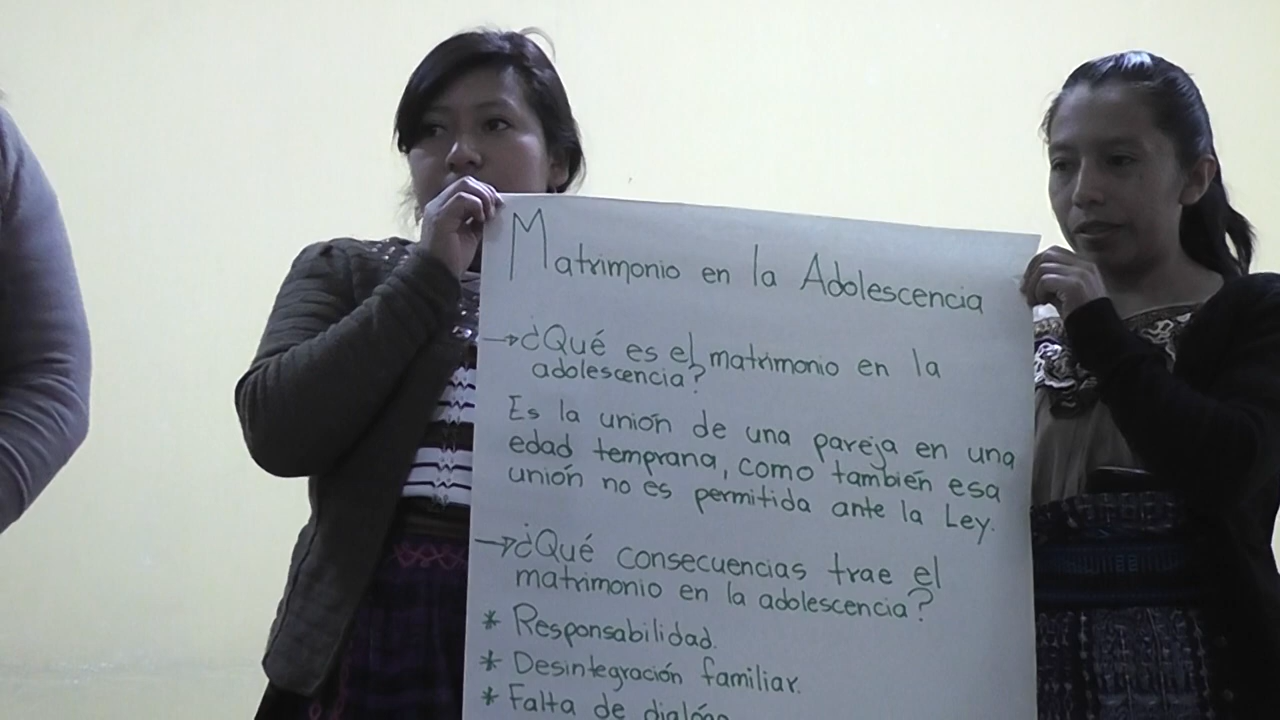 Matrimonio en la Adolescencia
→¿Qué es el matrimonio en la
adolescencia?
Es la unión de una pareja en una
edad temprana, como también esa
unión no es permitida ante la Ley.
→¿Qué consecuencias trae el
matrimonio en la adolescencia?
* Responsabilidad.
* Desintegración familiar.
* Falta de dialógo